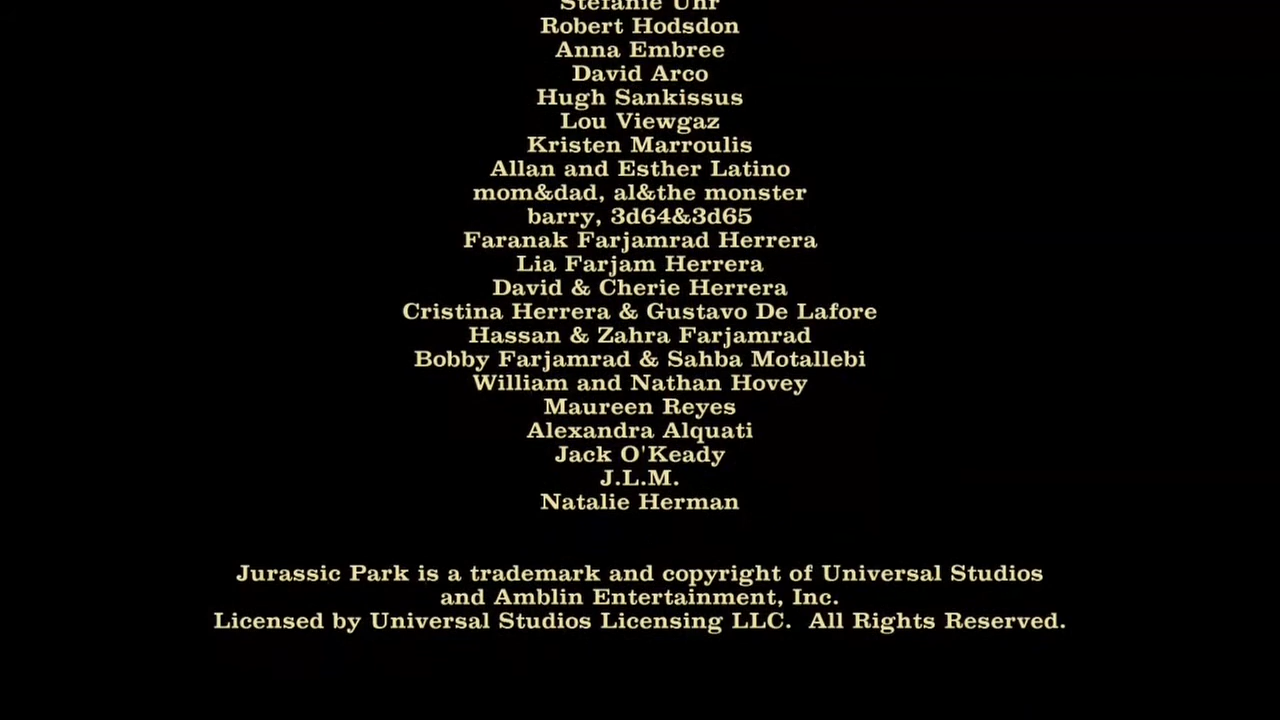 Stefanie Uhr
Robert Hodsdon
Anna Embree
David Arco
Hugh Sankissus
Lou Viewgaz
Kristen Marroulis
Allan and Esther Latino
mom&dad, al&the monster
barry, 3d64&3d65
Faranak Farjamrad Herrera
Lia Farjam Herrera
David & Cherie Herrera
Cristina Herrera & Gustavo De Lafore
Hassan & Zahra Farjamrad
Bobby Farjamrad & Sahba Motallebi
William and Nathan Hovey
Maureen Reyes
Alexandra Alquati
Jack O'Keady
J.L.M.
Natalie Herman
Jurassic Park is a trademark and copyright of Universal Studios
and Amblin Entertainment, Inc.
Licensed by Universal Studios Licensing LLC.  All Rights Reserved.